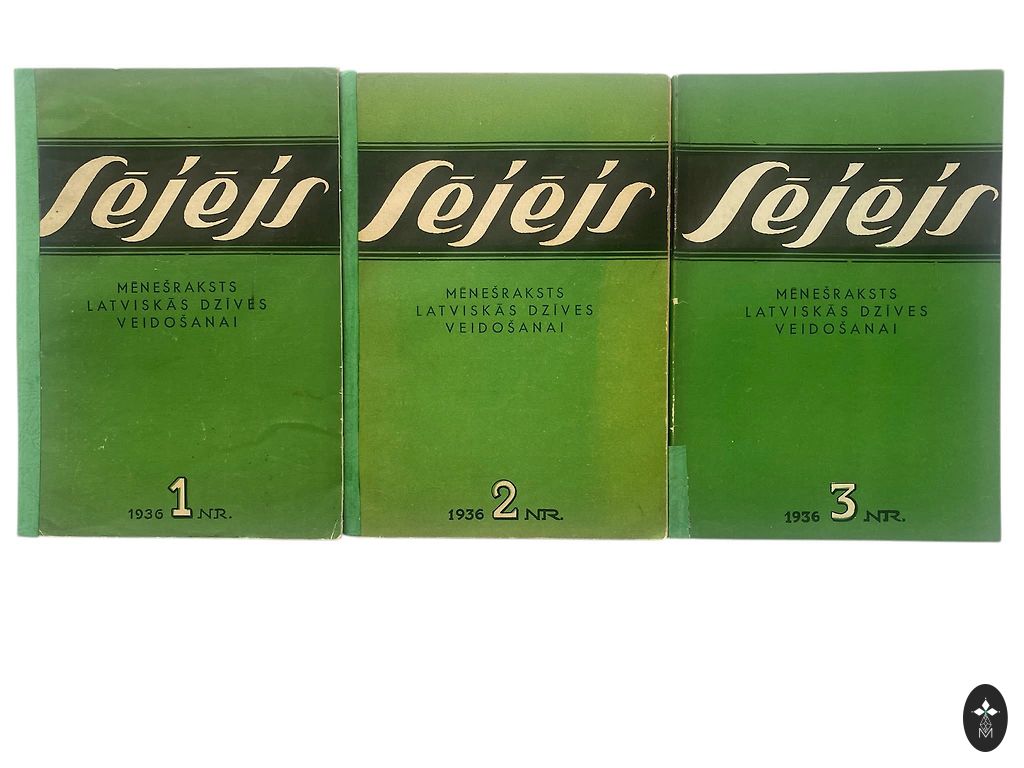 Sējējs
MĒNEŠRAKSTS
LATVISKĀS DZĪVES
VEIDOŠANAI
1936 1 NR.
Sējējs
MĒNEŠRAKSTS
LATVISKĀS DZĪVES
VEIDOŠANAI
1936 2 NR.
Sējējs
MĒNEŠRAKSTS
LATVISKĀS DZĪVES
VEIDOŠANAI
1936 3 NR.
M